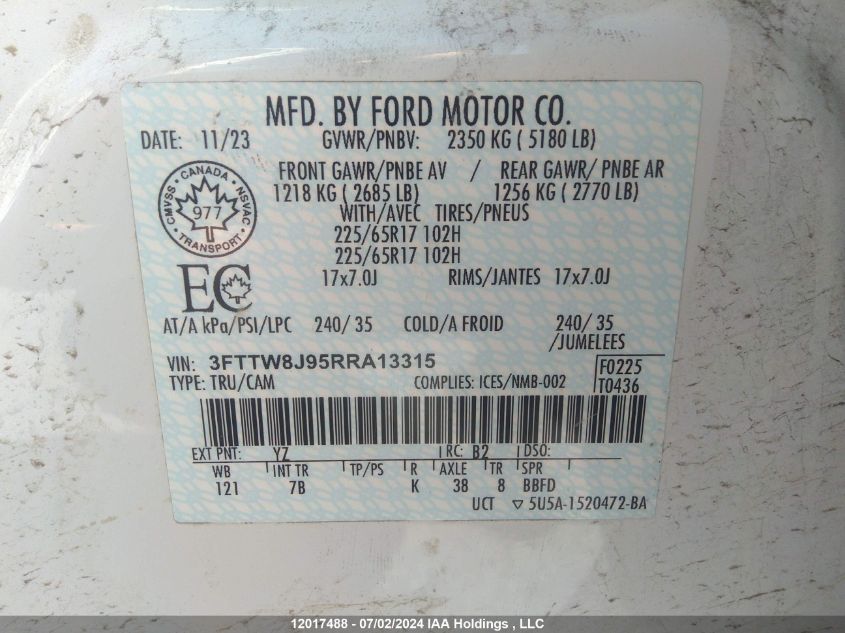 MFD. BY FORD MOTOR CO.
DATE: 11/23 GVWR/PNBV: 2350 KG ( 5180 LB)
FRONT GAWR/PNBE AV / REAR GAWR/ PNBE AR
1218 KG ( 2685 LB) 1256 KG ( 2770 LB)
WITH/AVEC TIRES/PNEUS
225/65R17 102H
225/65R17 102H
17x7.0J RIMS/JANTES 17x7.0J
CANADA
CMVSS NSVAC
977
TRANSPORT
EC
AT/A kPa/PSI/LPC 240/ 35 COLD/A FROID 240/ 35
/JUMELEES
VIN: 3FTTW8J95RRA13315 F0225
TYPE: TRU/CAM COMPLIES: ICES/NMB-002 T0436
EXT PNT: YZ RC: B2 DSO:
WB INT TR TP/PS R AXLE TR SPR
121 7B K 38 8 BBFD
UCT ▽ 5U5A-1520472-BA
12017488 - 07/02/2024 IAA Holdings , LLC